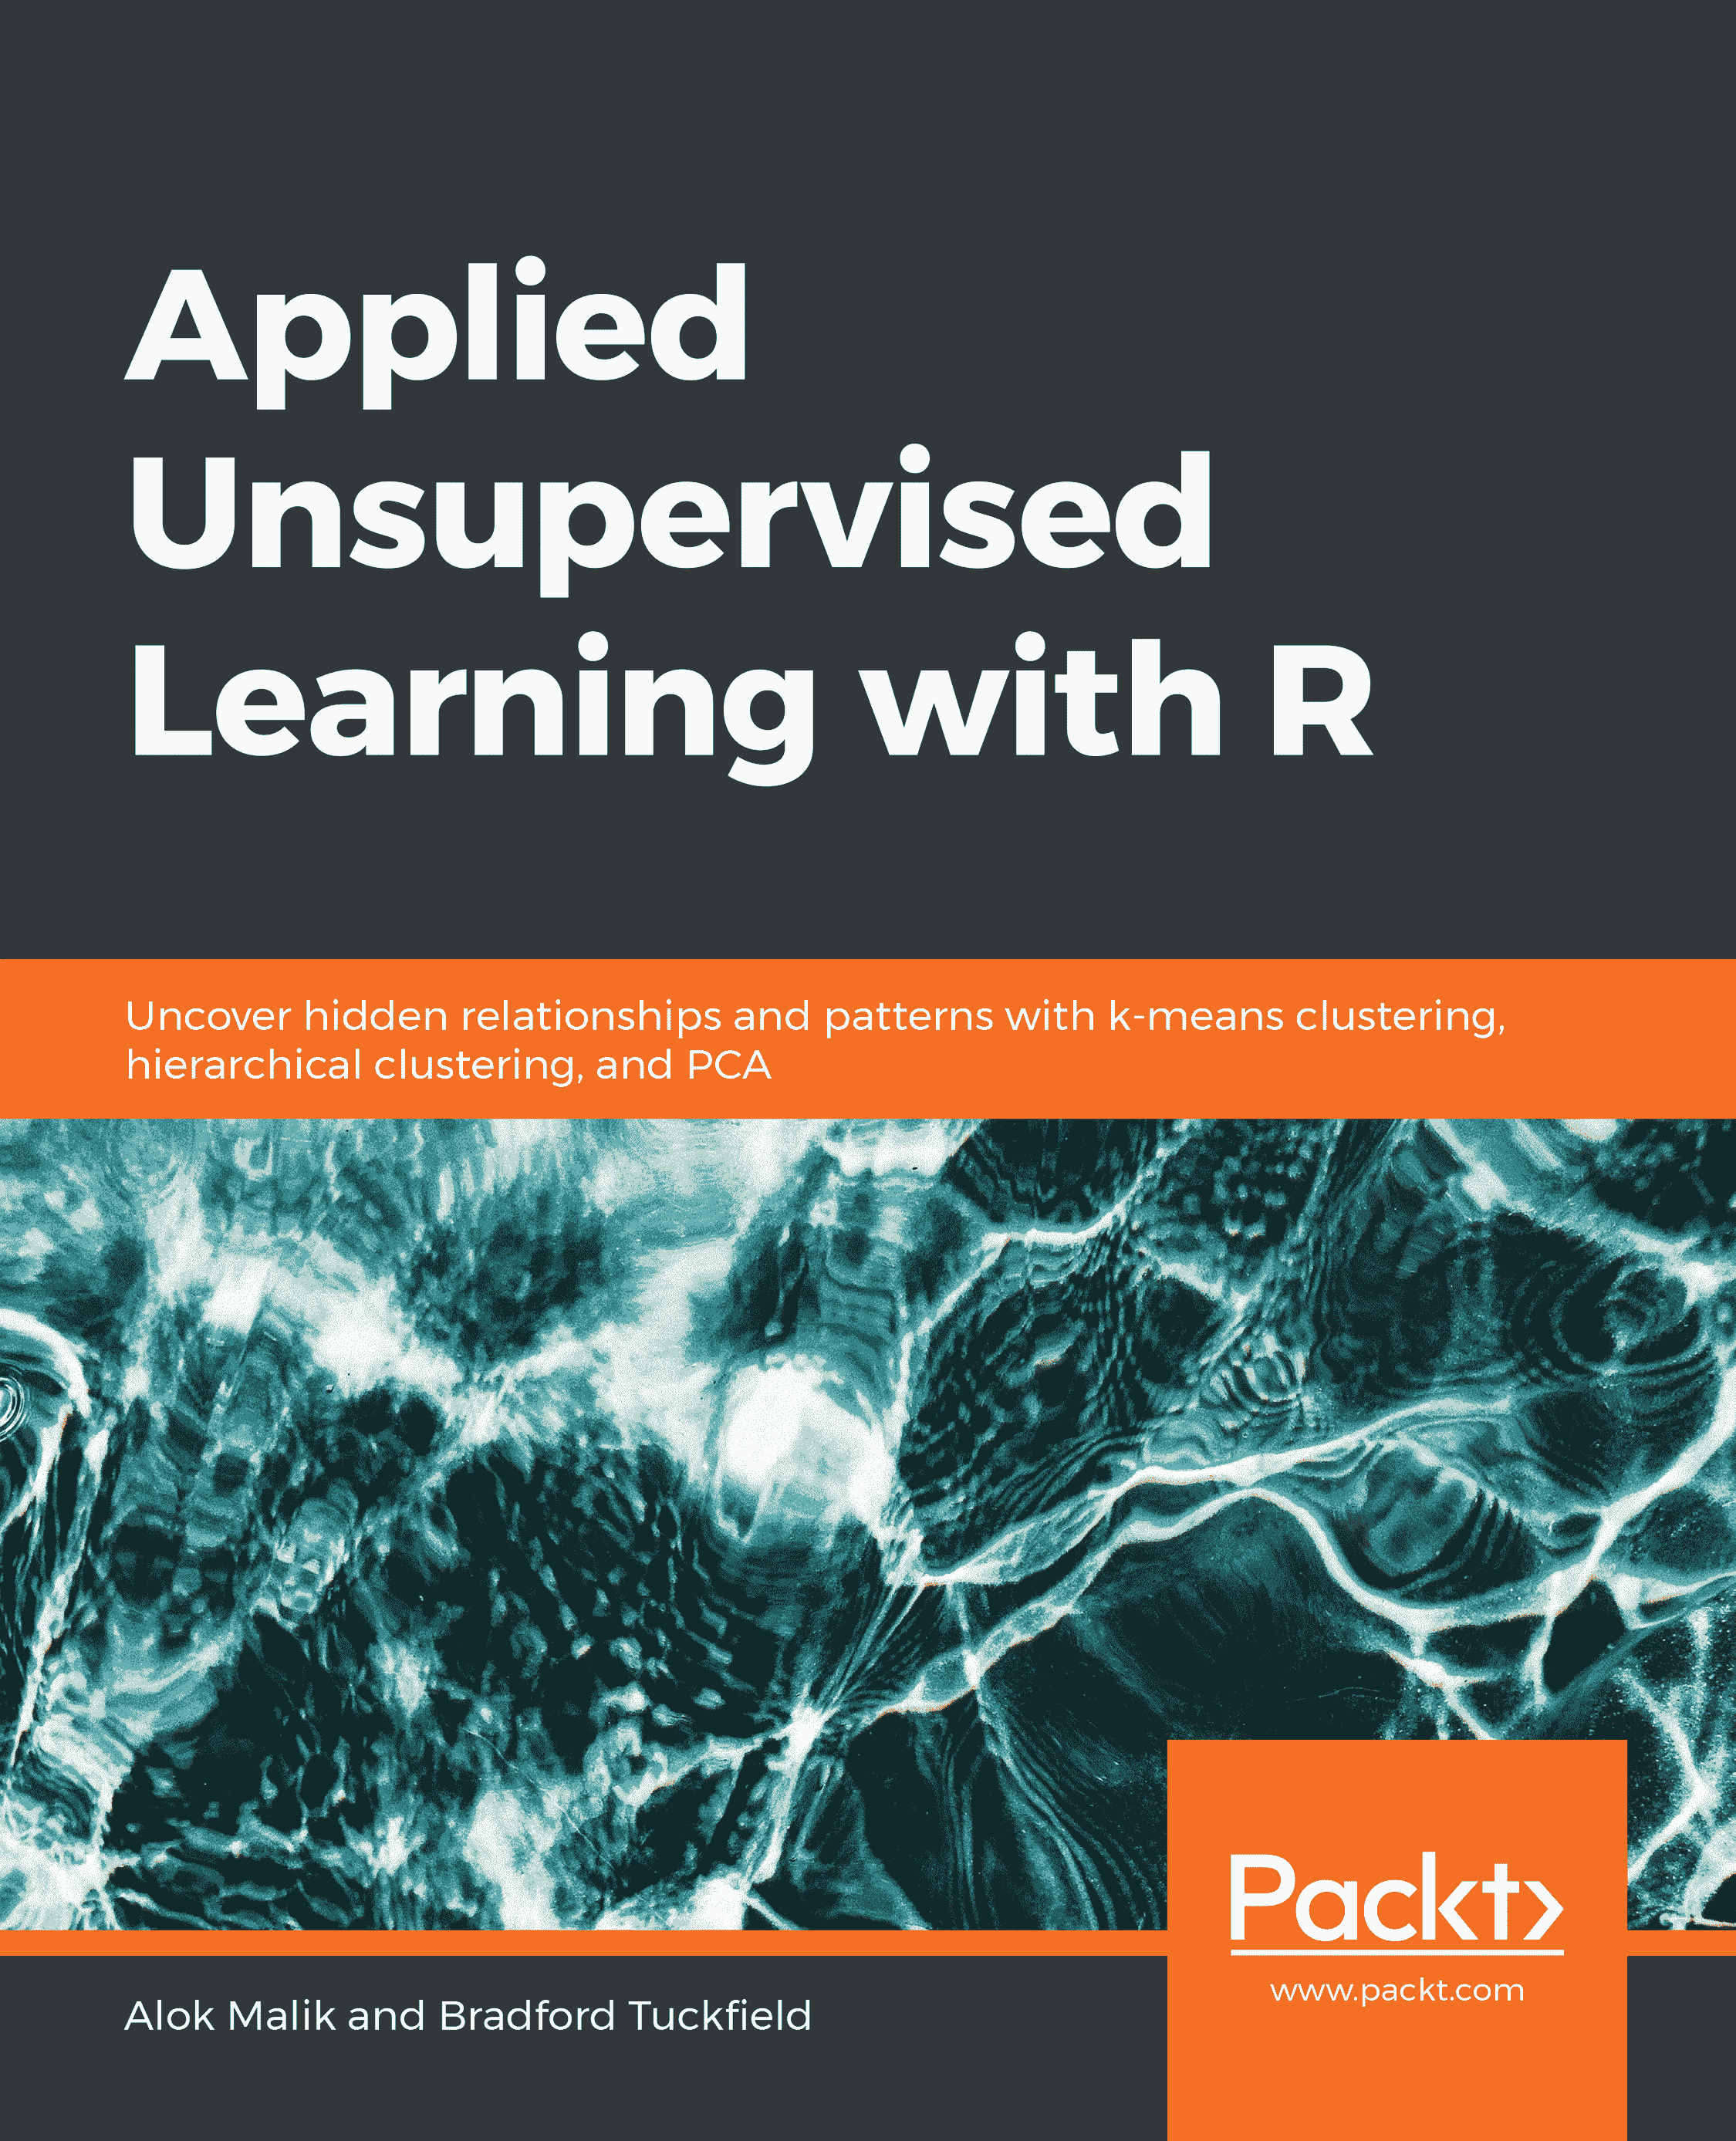 Applied
Unsupervised
Learning with R
Uncover hidden relationships and patterns with k-means clustering,
hierarchical clustering, and PCA
Packt>
www.packt.com
Alok Malik and Bradford Tuckfield